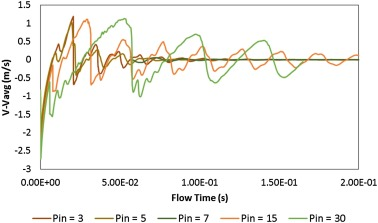 1.5
1
0.5
0
-0.5
-1
-1.5
-2
-2.5
-3
V-Vavg (m/s)
0.00E+00 5.00E-02 1.00E-01 1.50E-01 2.00E-01
Flow Time (s)
Pin = 3 Pin = 5 Pin = 7 Pin = 15 Pin = 30